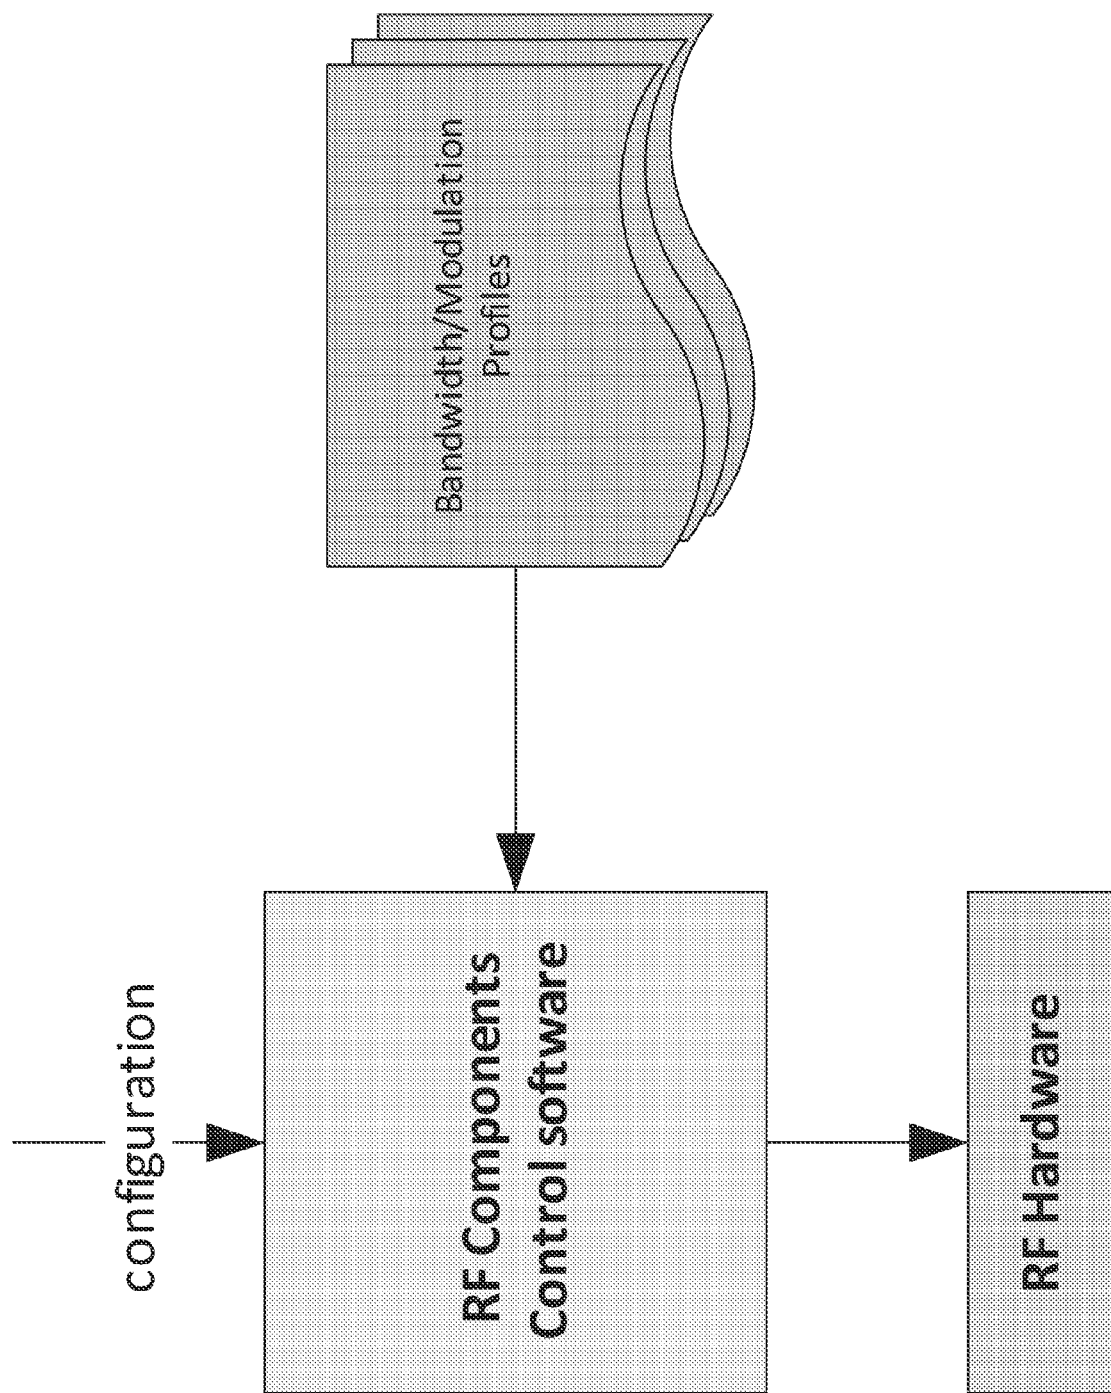 configuration
RF Components
Control software
RF Hardware
Bandwidth/Modulation
Profiles